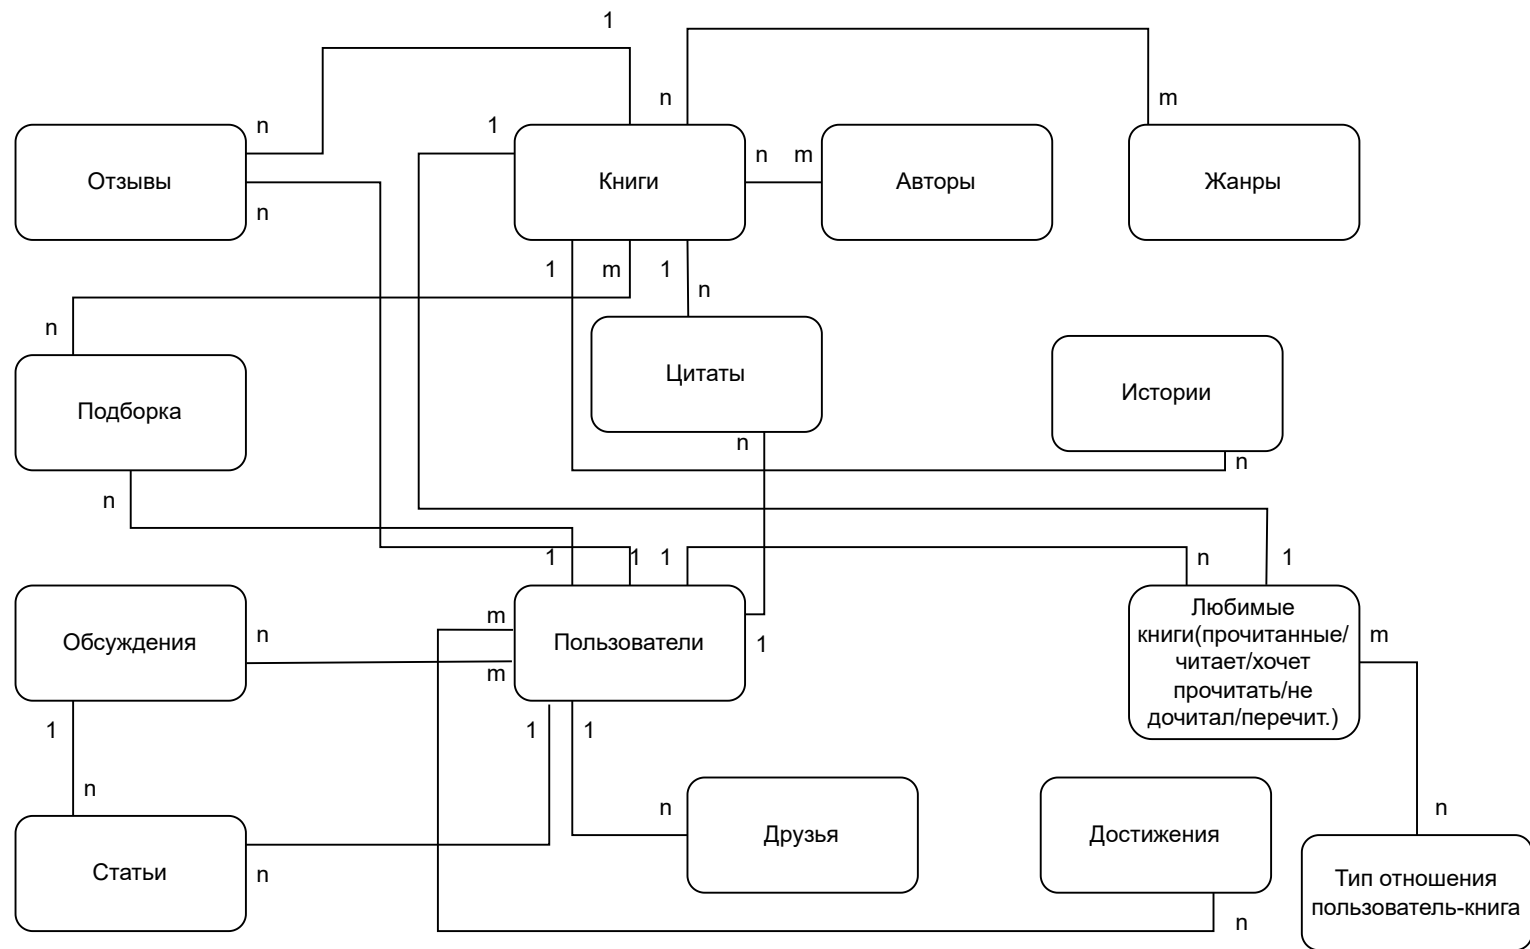 1
n
m
n
1
n
m
Отзывы
Книги
Авторы
Жанры
n
1
m
1
n
n
Подборка
Цитаты
Истории
n
n
n
1
1
1
n
1
Обсуждения
n
m
Пользователи
1
m
Любимые
книги(прочитанные/
читает/хочет
прочитать/не
дочитал/перечит.)
m
1
1
1
n
n
Друзья
Достижения
n
Статьи
n
n
Тип отношения
пользователь-книга